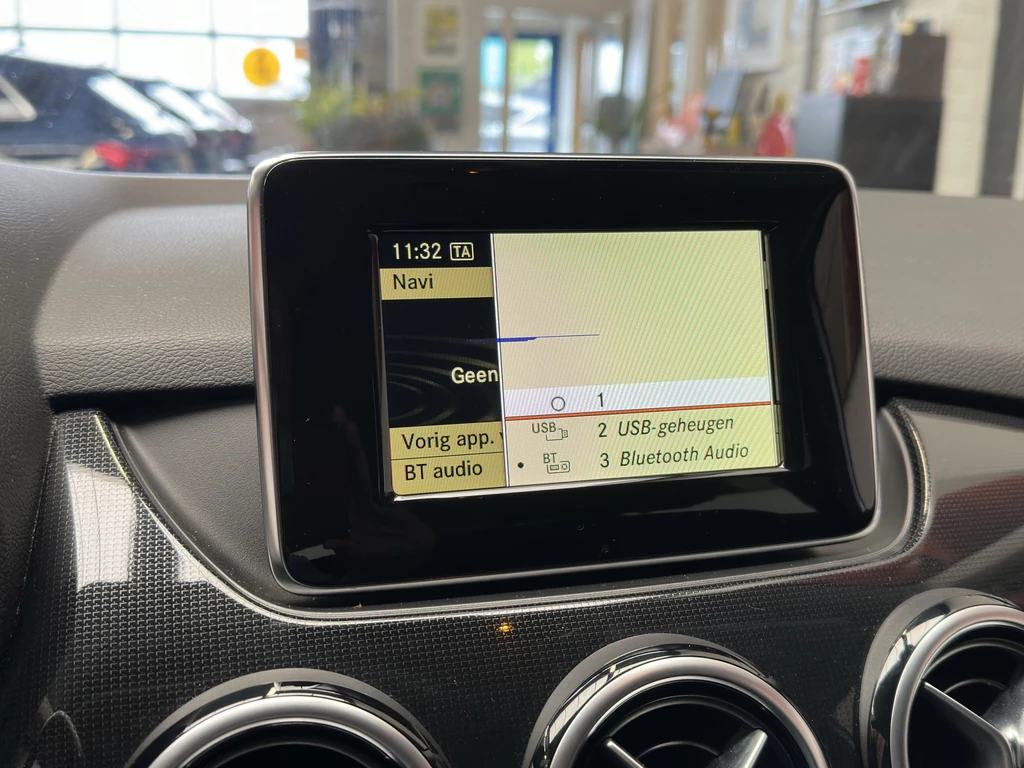 11:32 TA
Navi
Geen
1
USB 2 USB-geheugen
BT 3 Bluetooth Audio
Vorig app.
BT audio